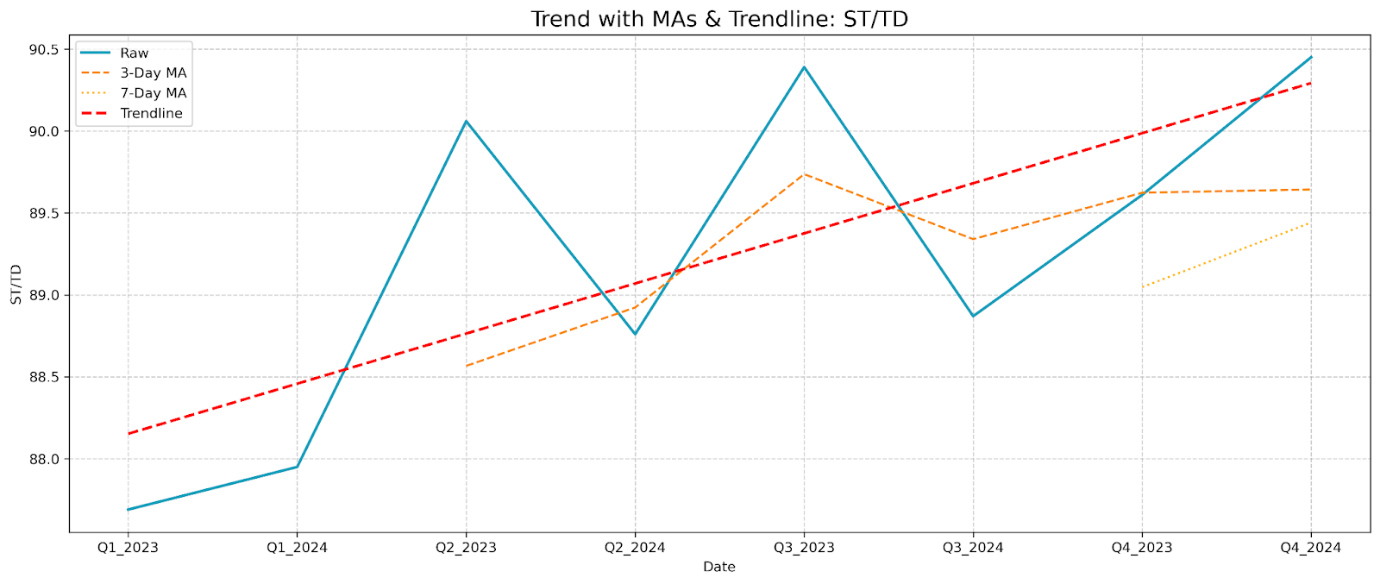 Trend with MAs & Trendline: ST/TD
Raw
3-Day MA
7-Day MA
Trendline
90.5
90.0
89.5
89.0
88.5
88.0
ST/TD
Q1_2023 Q1_2024 Q2_2023 Q2_2024 Q3_2023 Q3_2024 Q4_2023 Q4_2024
Date